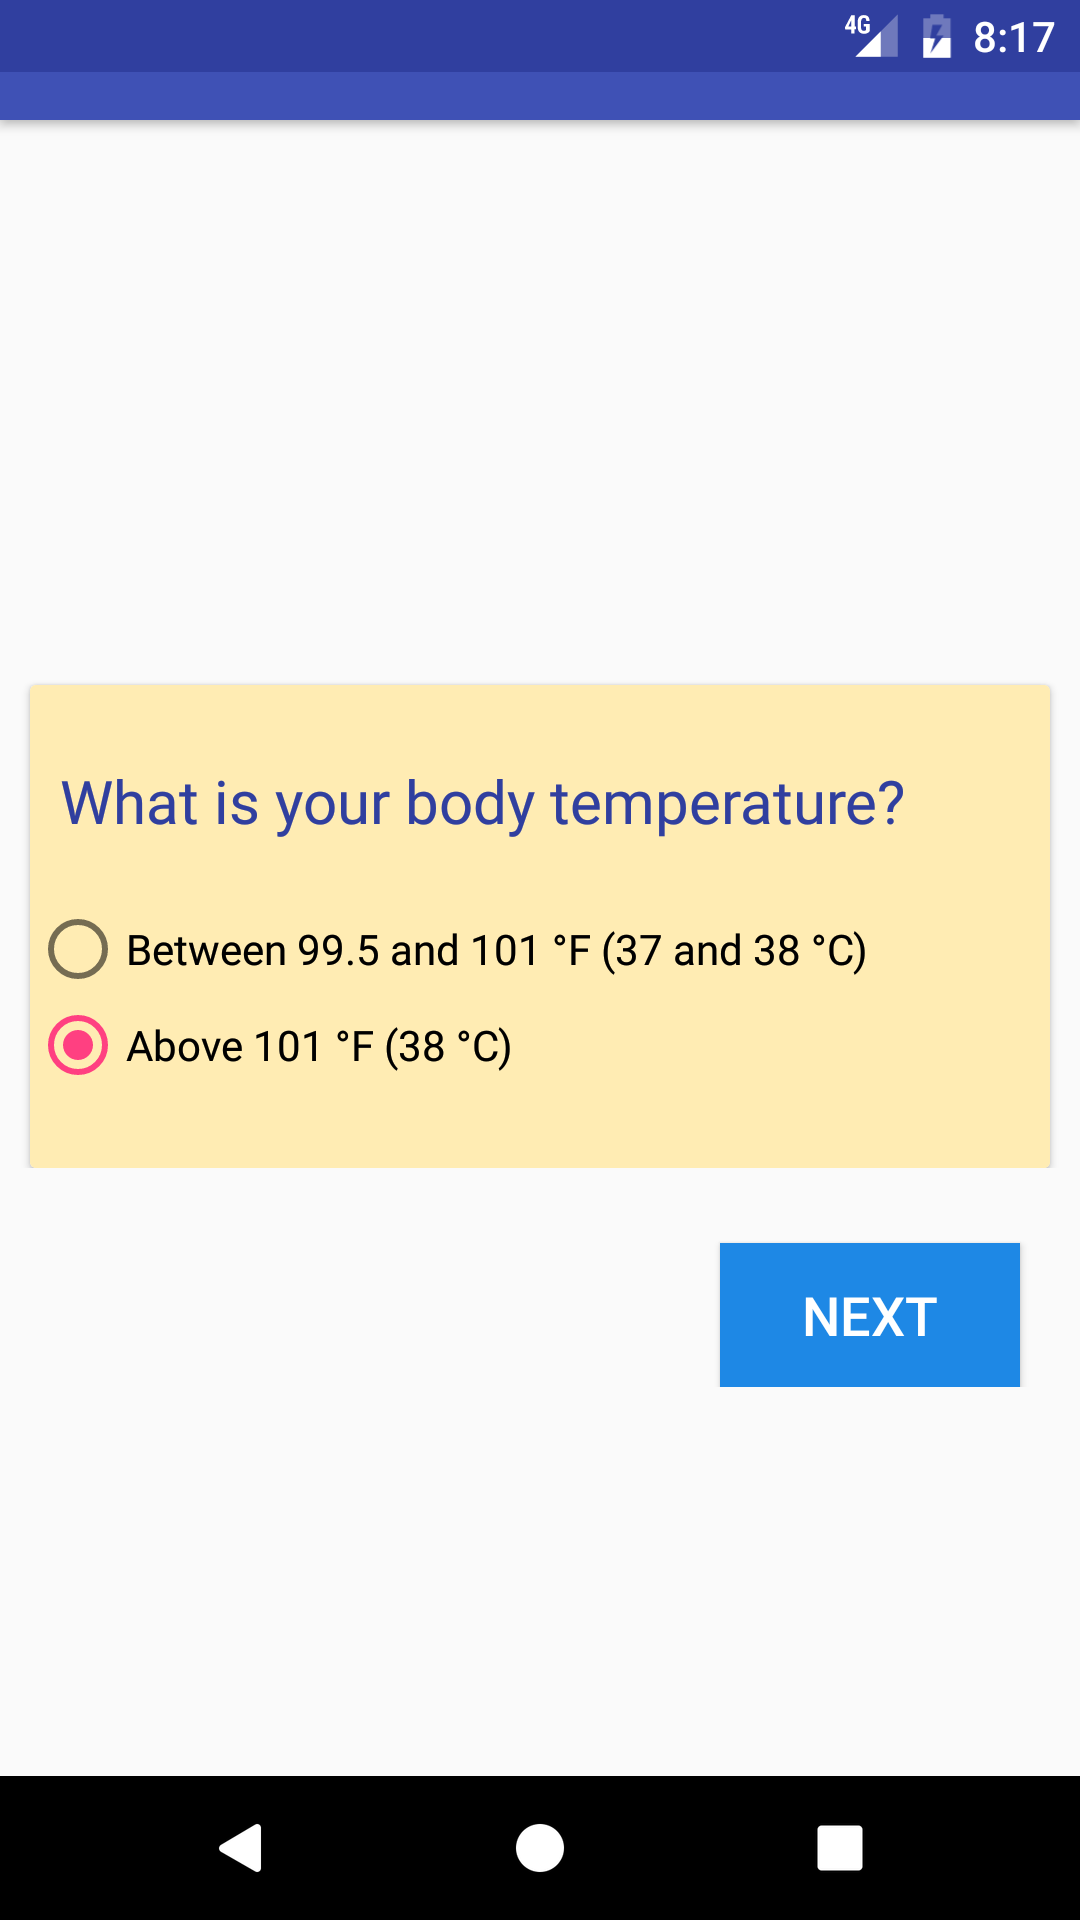 4G 8:17
What is your body temperature?
Between 99.5 and 101 °F (37 and 38 °C)
Above 101 °F (38 °C)
NEXT